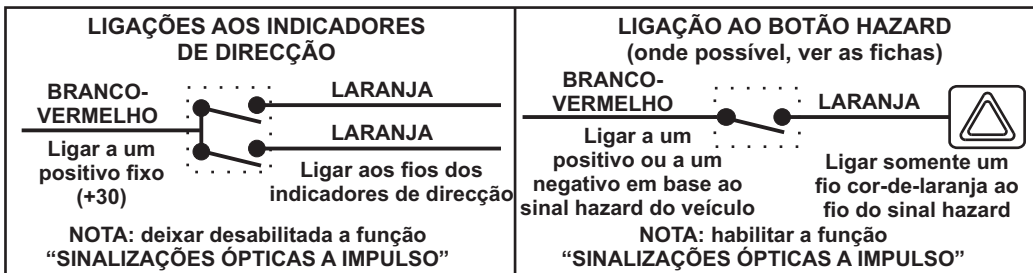 LIGAÇÕES AOS INDICADORES
DE DIRECÇÃO
BRANCO-
VERMELHO
LARANJA
LARANJA
Ligar a um
positivo fixo
(+30)
Ligar aos fios dos
indicadores de direcção
NOTA: deixar desabilitada a função
“SINALIZAÇÕES ÓPTICAS A IMPULSO”
LIGAÇÃO AO BOTÃO HAZARD
(onde possível, ver as fichas)
BRANCO-
VERMELHO
LARANJA
Ligar a um
positivo ou a um
negativo em base ao
sinal hazard do veículo
Ligar somente um
fio cor-de-laranja ao
fio do sinal hazard
NOTA: habilitar a função
“SINALIZAÇÕES ÓPTICAS A IMPULSO”